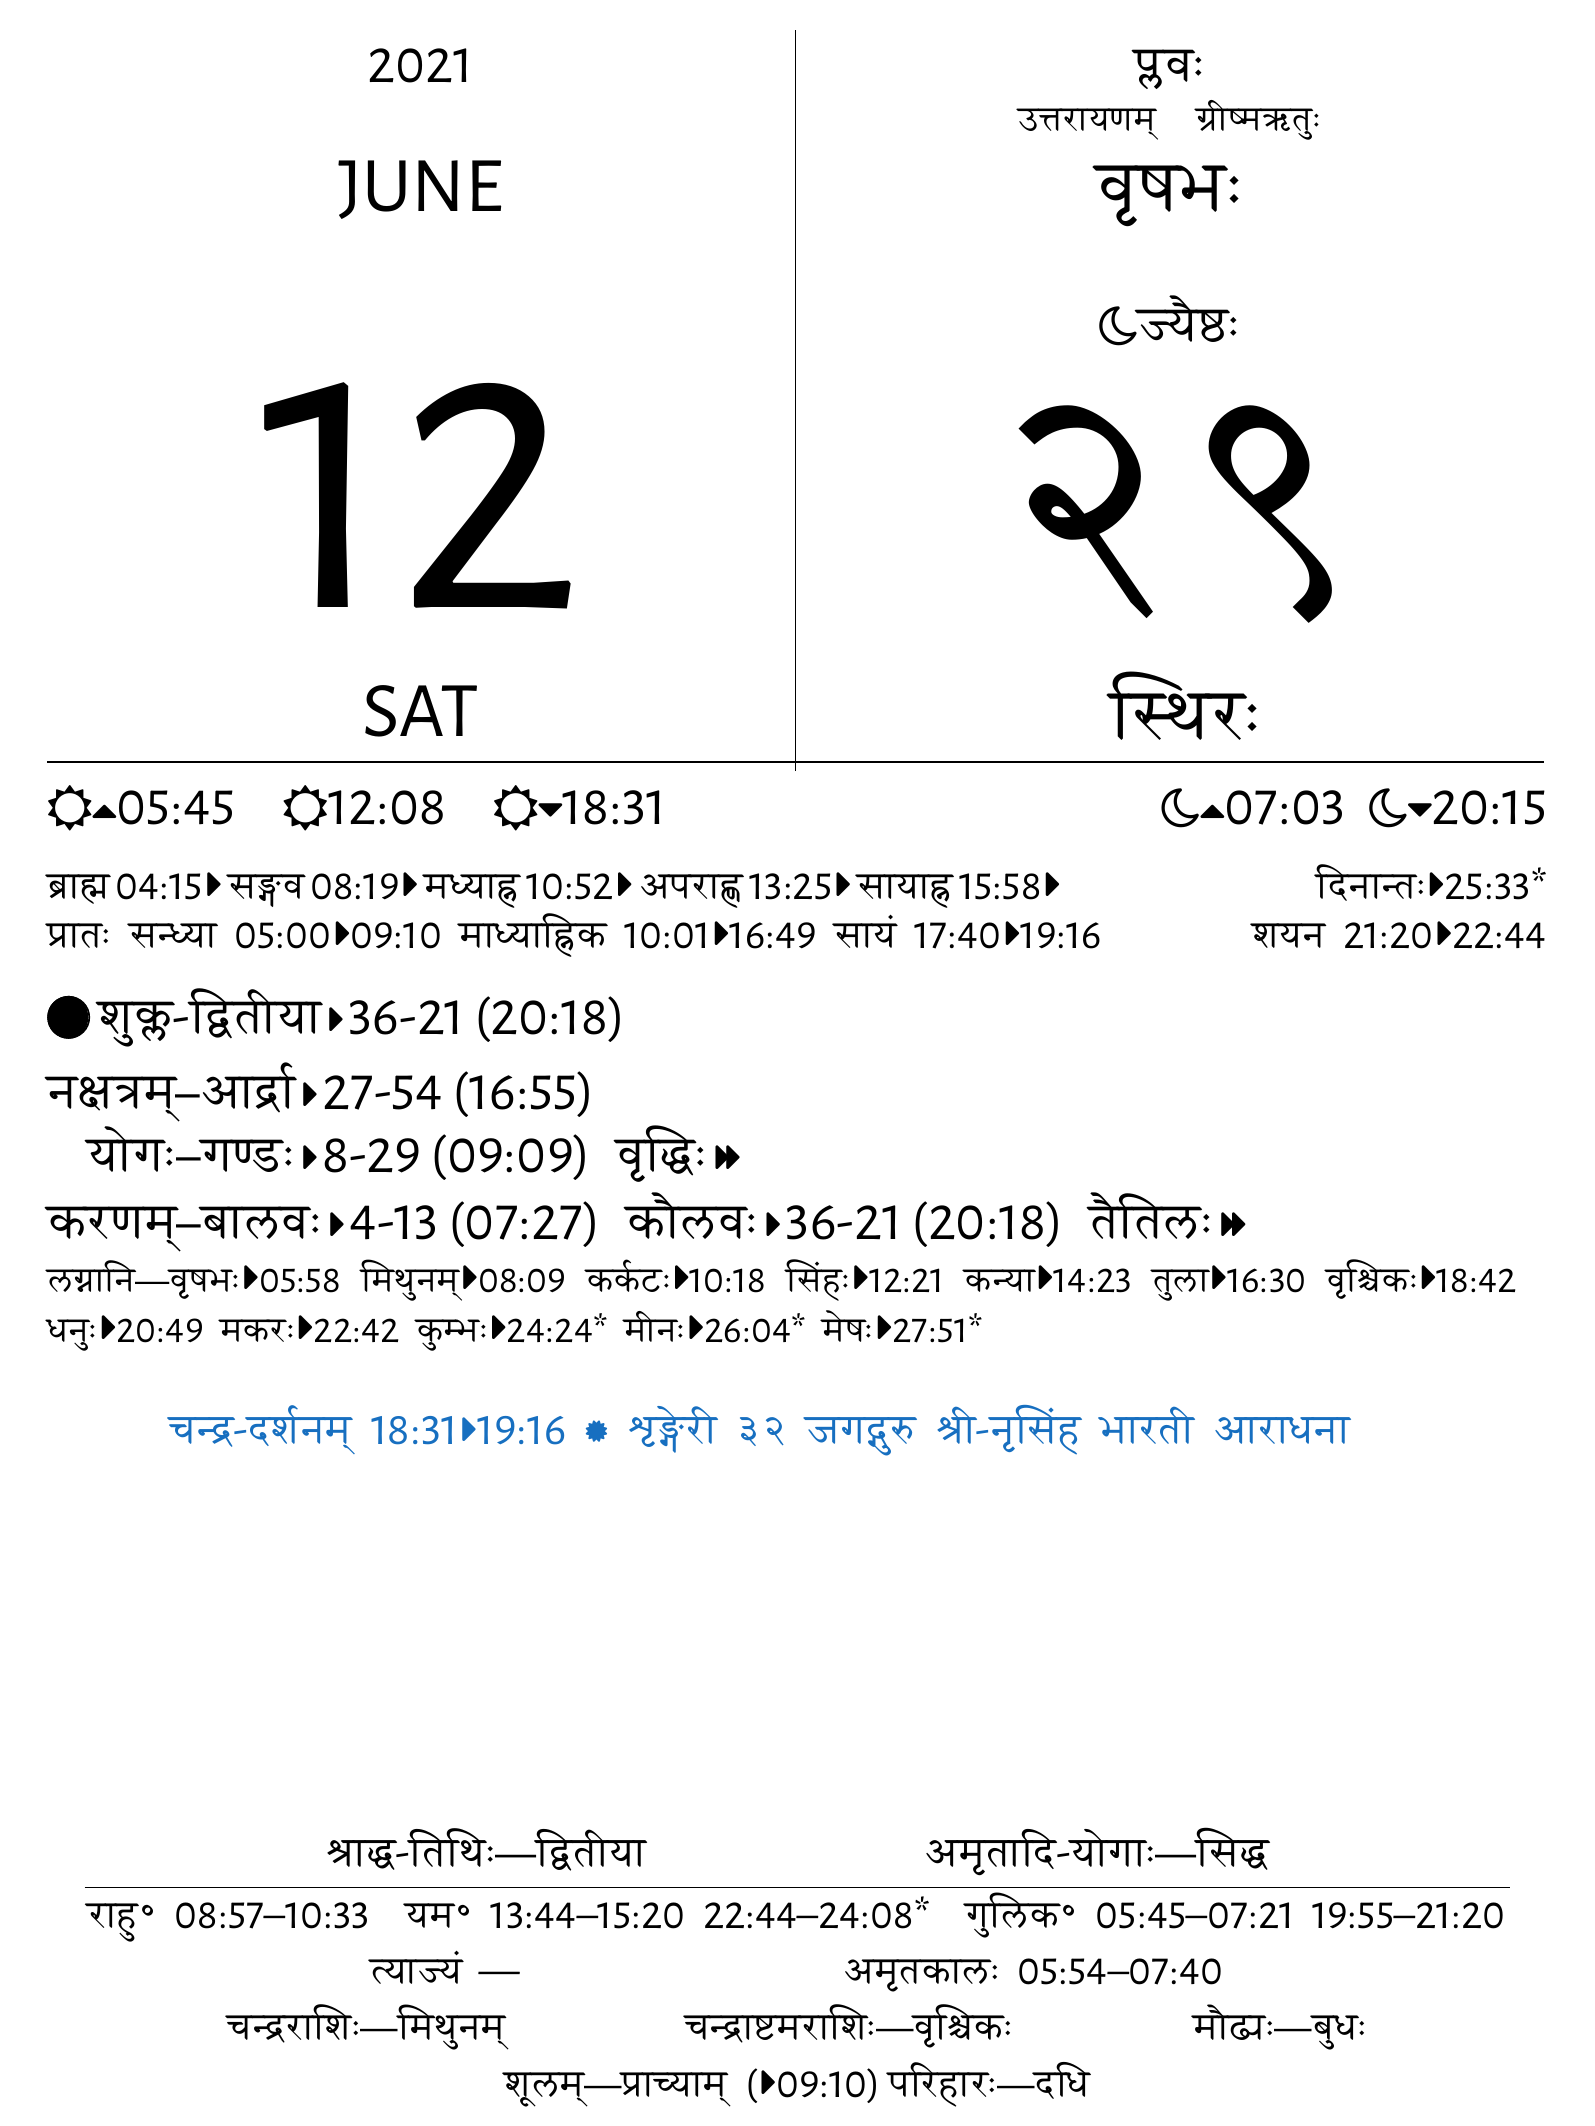 2021
JUNE
12
SAT
प्लवः
उत्तरायणम् ग्रीष्मऋतुः
वृषभः
ज्यैष्ठः
२९
स्थिरः
05:45 12:08 18:31 07:03 20:15
ब्राह्म 04:15 सङ्गव 08:19 मध्याह्न 10:52 अपराह्ण 13:25 सायाह्न 15:58 दिनान्तः 25:33*
प्रातः सन्ध्या 05:00 09:10 माध्याह्निक 10:01 16:49 सायं 17:40 19:16 शयन 21:20 22:44
शुक्ल-द्वितीया 36-21 (20:18)
नक्षत्रम्–आर्द्रा 27-54 (16:55)
योगः–गण्डः 8-29 (09:09) वृद्धिः
करणम्–बालवः 4-13 (07:27) कौलवः 36-21 (20:18) तैतिलः
लग्नानि—वृषभः 05:58 मिथुनम् 08:09 कर्कटः 10:18 सिंहः 12:21 कन्या 14:23 तुला 16:30 वृश्चिकः 18:42
धनुः 20:49 मकरः 22:42 कुम्भः 24:24* मीनः 26:04* मेषः 27:51*
चन्द्र-दर्शनम् 18:31 19:16 शृङ्गेरी ३२ जगद्गुरु श्री-नृसिंह भारती आराधना
श्राद्ध-तिथिः—द्वितीया अमृतादि-योगाः—सिद्ध
राहु° 08:57–10:33 यम° 13:44–15:20 22:44–24:08* गुलिक° 05:45–07:21 19:55–21:20
त्याज्यं — अमृतकालः 05:54–07:40
चन्द्रराशिः—मिथुनम् चन्द्राष्टमराशिः—वृश्चिकः मौढ्यः—बुधः
शूलम्—प्राच्याम् (09:10) परिहारः—दधि